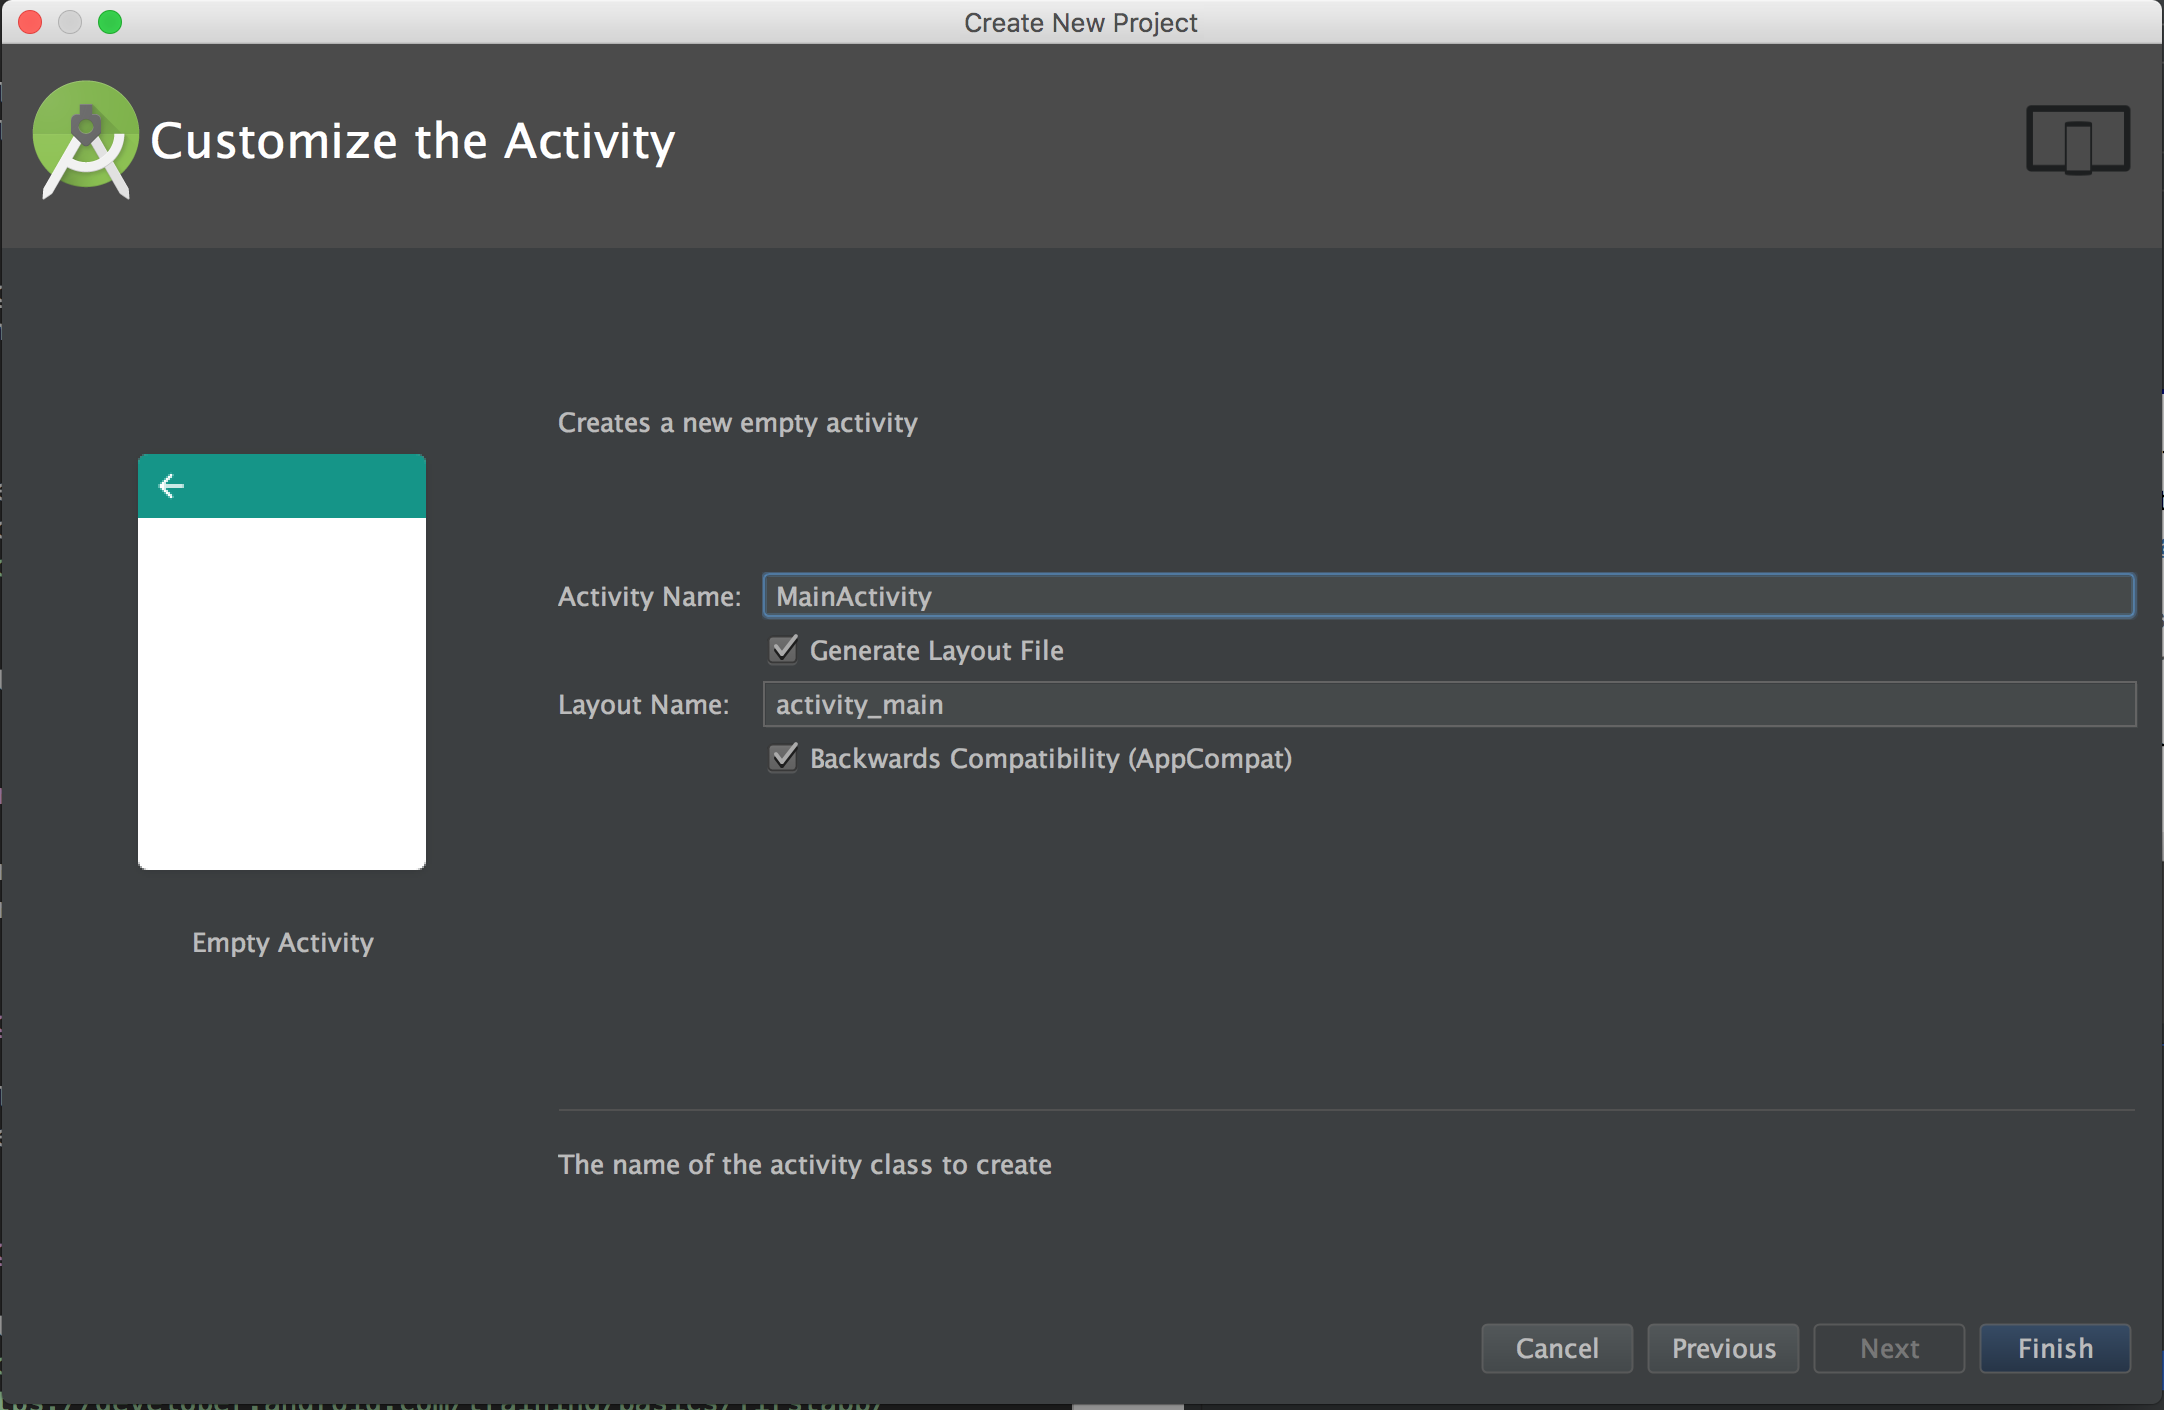 Create New Project
Customize the Activity
Creates a new empty activity
Activity Name: MainActivity
Generate Layout File
Layout Name: activity_main
Backwards Compatibility (AppCompat)
Empty Activity
The name of the activity class to create
Cancel Previous Next Finish